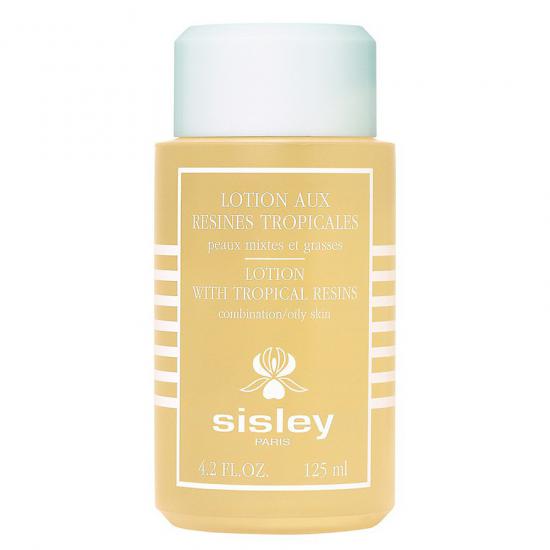 LOTION AUX
RESINES TROPICALES
peaux mixtes et grasses
LOTION
WITH TROPICAL RESINS
combination/oily skin
sisley
PARIS
4.2 FL.OZ. 125 ml